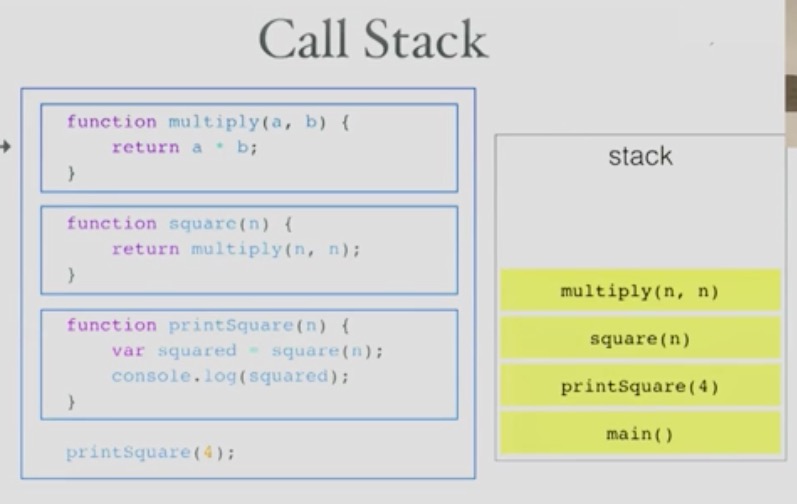 Call Stack
function multiply(a, b) {
return a * b;
}
function square(n) {
return multiply(n, n);
}
function printSquare(n) {
var squared = square(n);
console.log(squared);
}
printSquare(4);
stack
multiply(n, n)
square(n)
printSquare(4)
main()